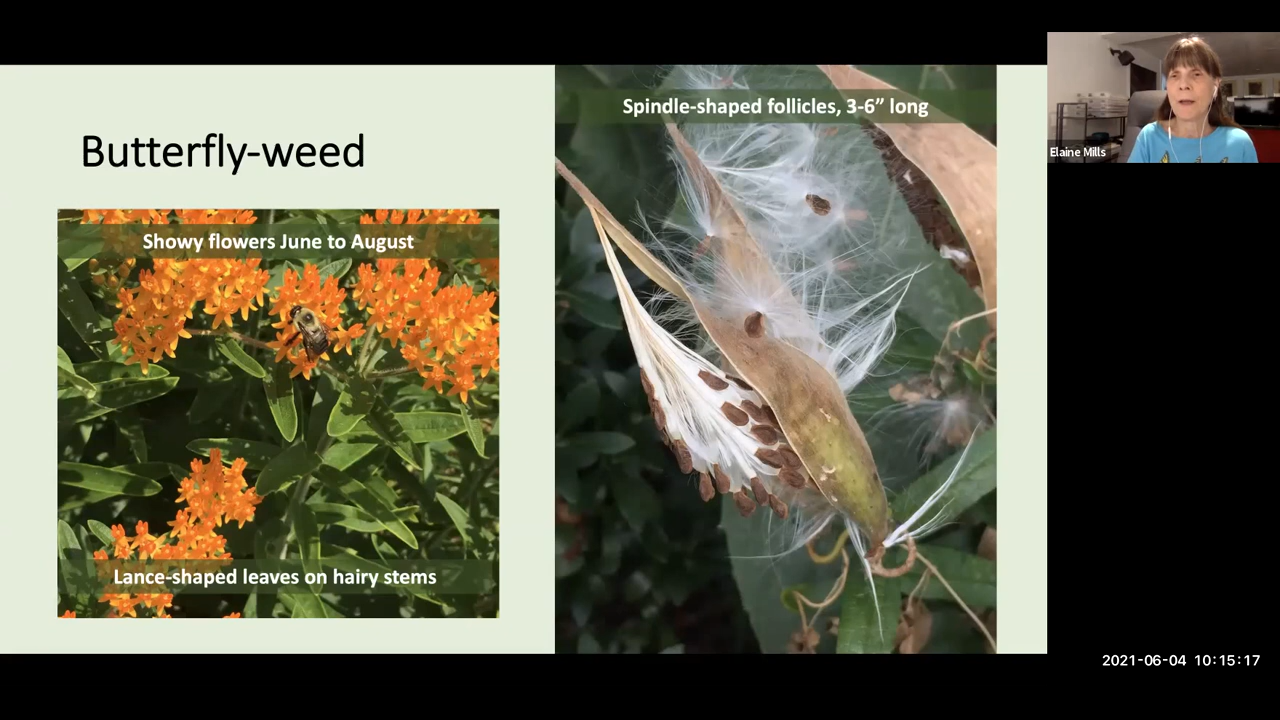 Butterfly-weed
Showy flowers June to August
Lance-shaped leaves on hairy stems
Spindle-shaped follicles, 3-6” long
Elaine Mills
2021-06-04 10:15:17